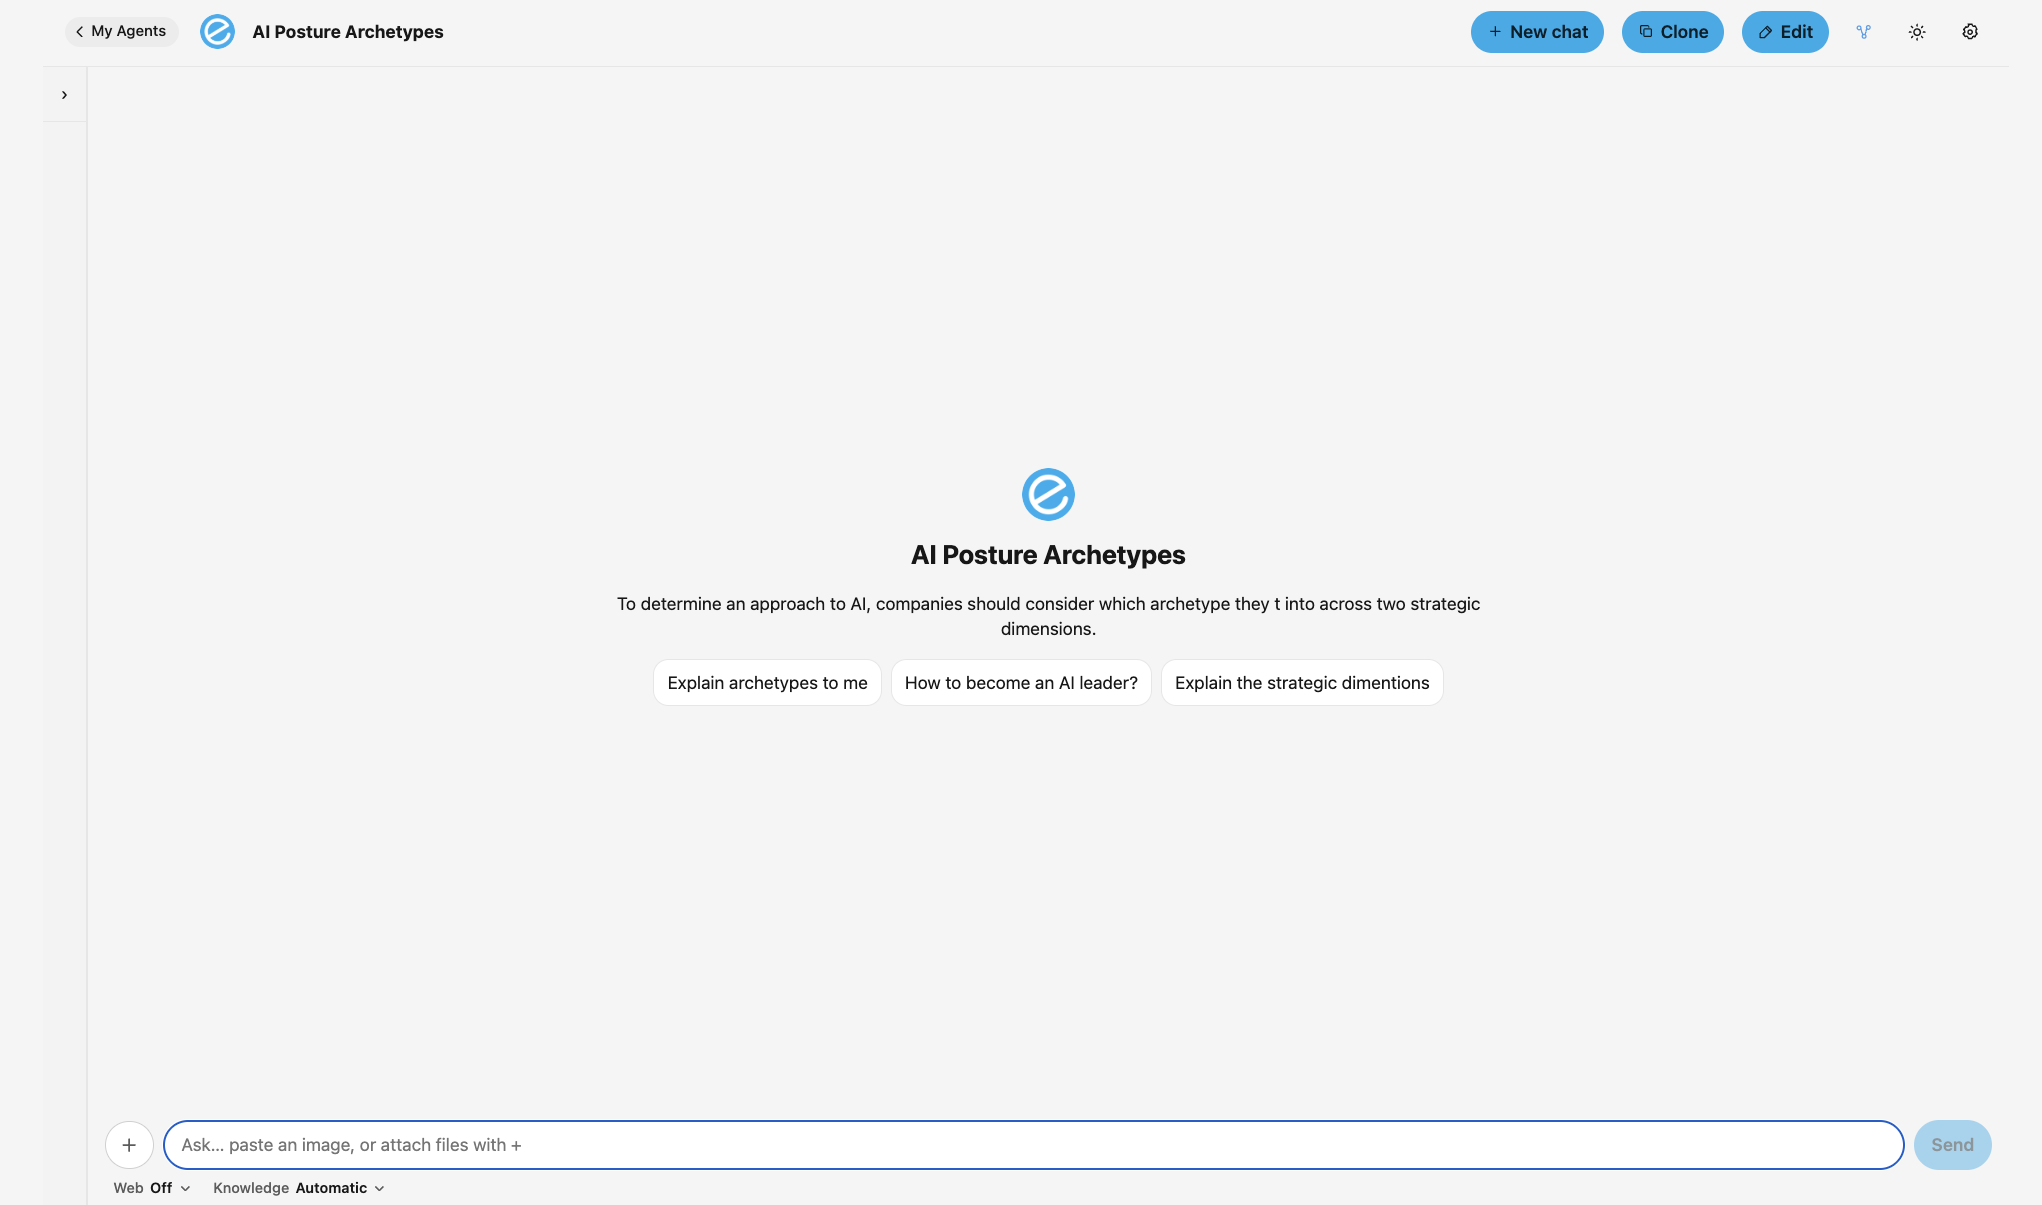 My Agents
AI Posture Archetypes
New chat
Clone
Edit
AI Posture Archetypes
To determine an approach to AI, companies should consider which archetype they t into across two strategic
dimensions.
Explain archetypes to me
How to become an AI leader?
Explain the strategic dimentions
Ask... paste an image, or attach files with +
Send
Web Off
Knowledge Automatic